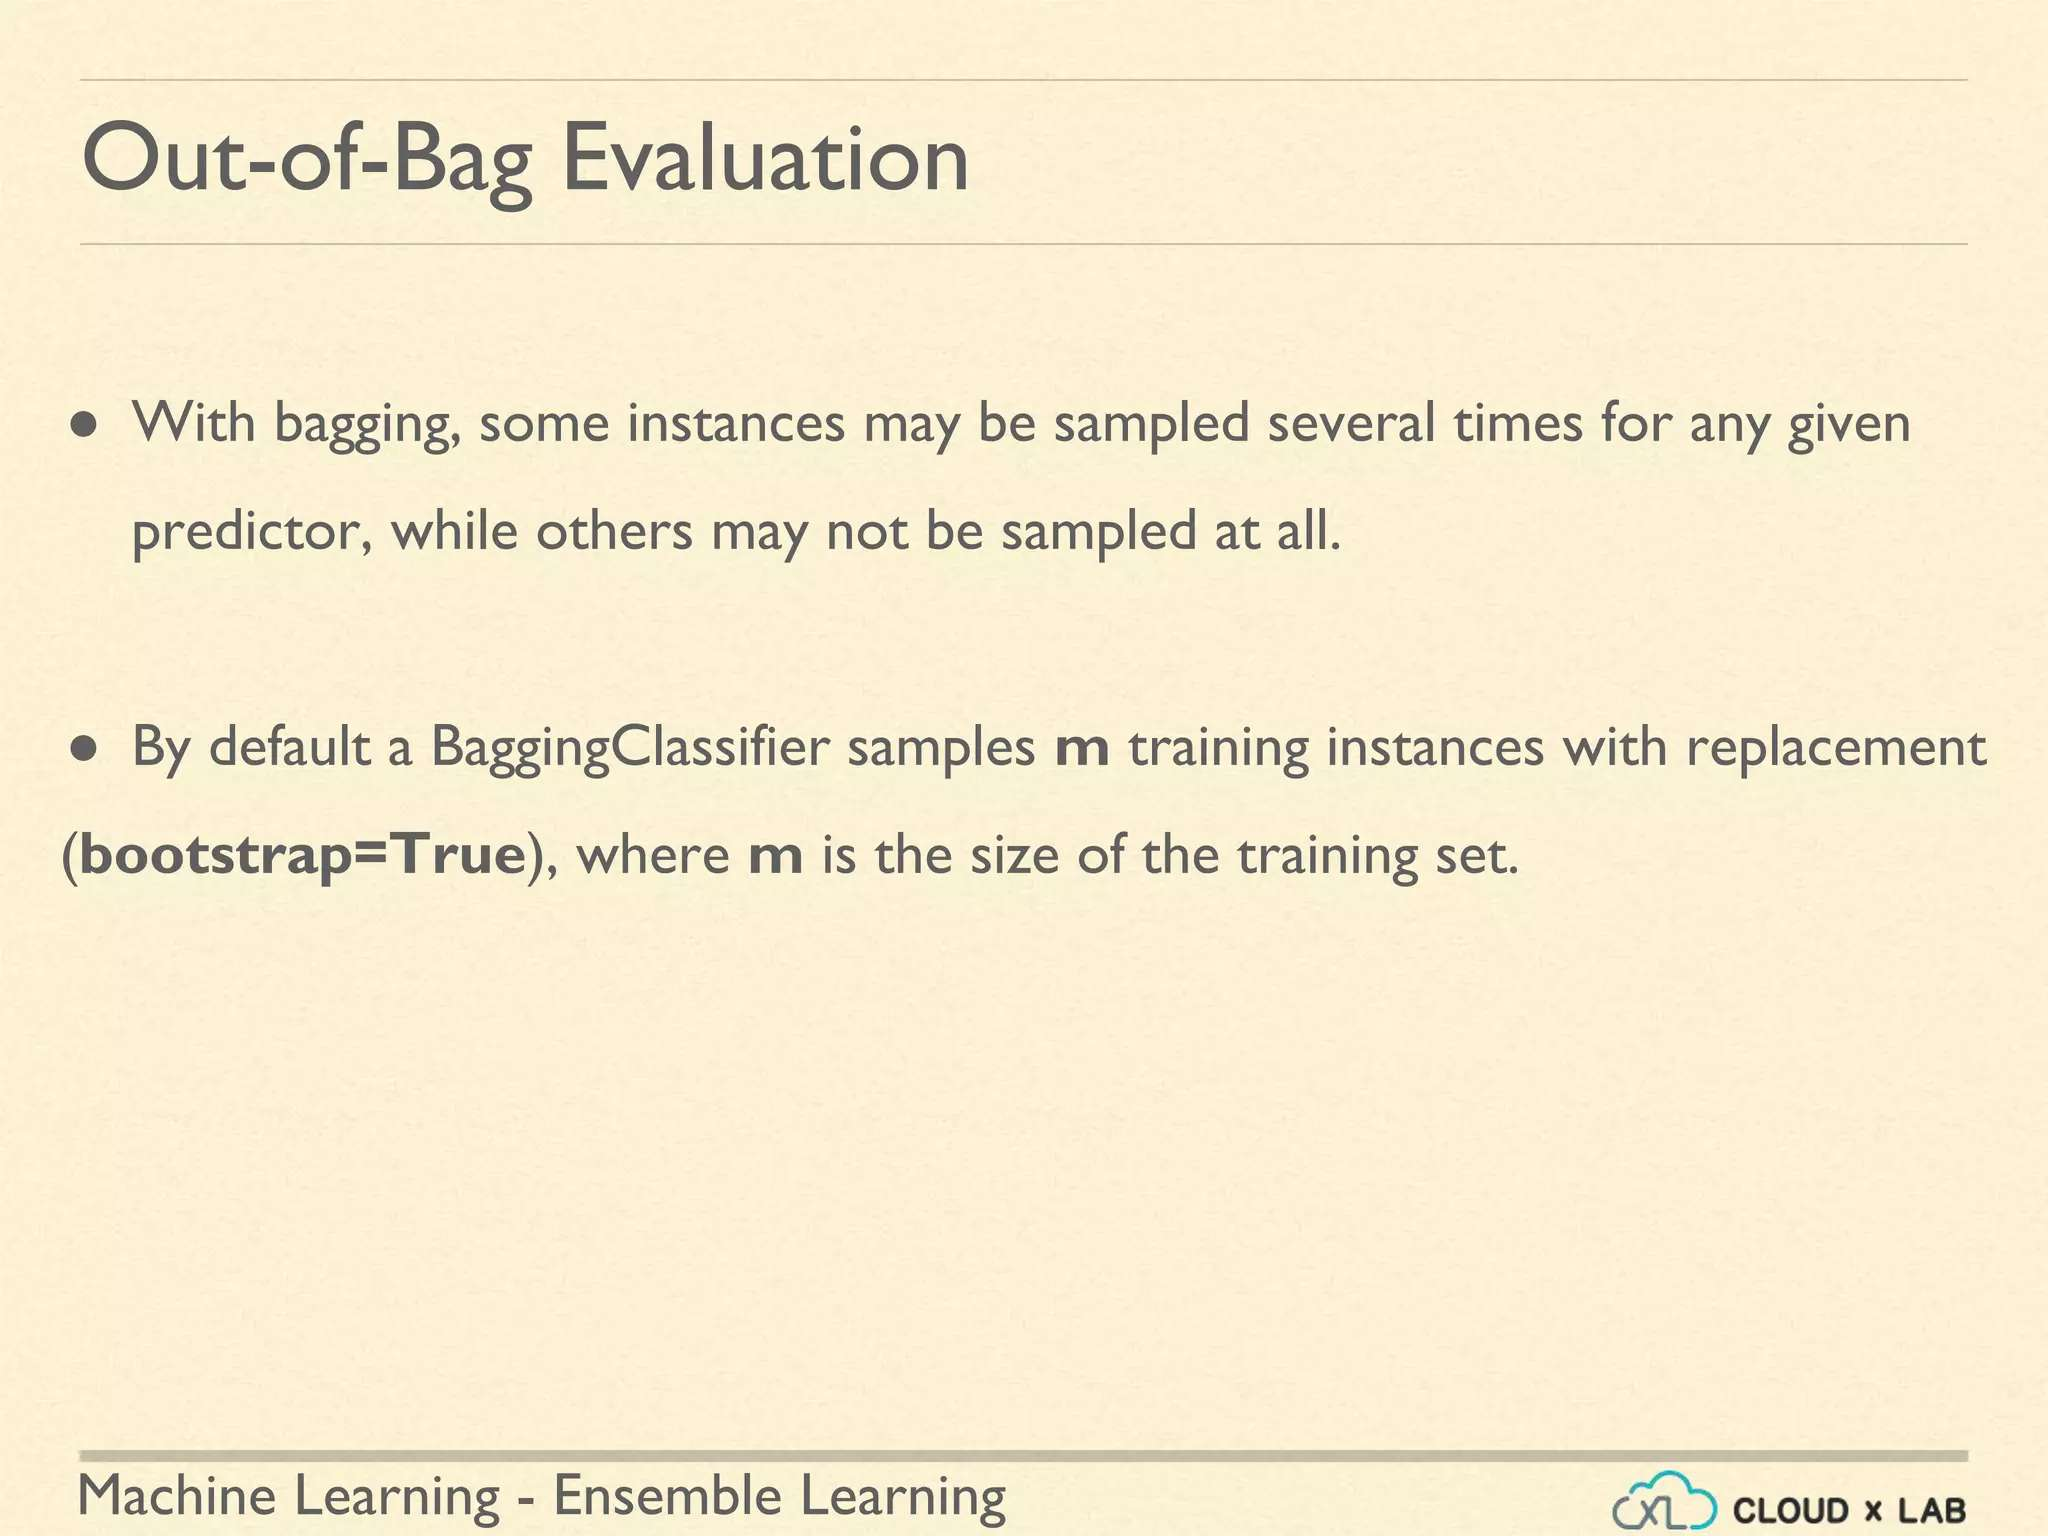 Out-of-Bag Evaluation
● With bagging, some instances may be sampled several times for any given
predictor, while others may not be sampled at all.
● By default a BaggingClassifier samples m training instances with replacement
(bootstrap=True), where m is the size of the training set.
Machine Learning - Ensemble Learning
CXL CLOUD x LAB